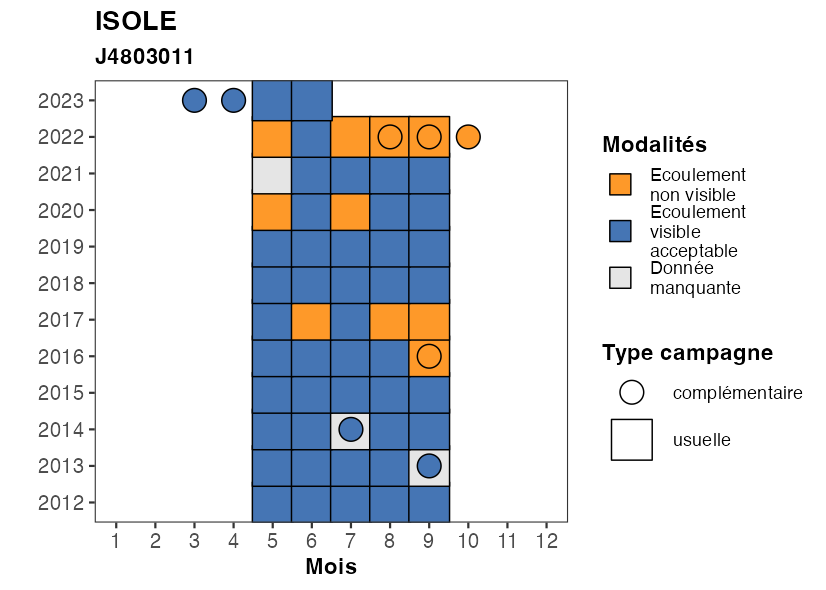 ISOLE
J4803011
2023
2022
2021
2020
2019
2018
2017
2016
2015
2014
2013
2012
1 2 3 4 5 6 7 8 9 10 11 12
Mois
Modalités
Ecoulement
non visible
Ecoulement
visible
acceptable
Donnée
manquante
Type campagne
complémentaire
usuelle